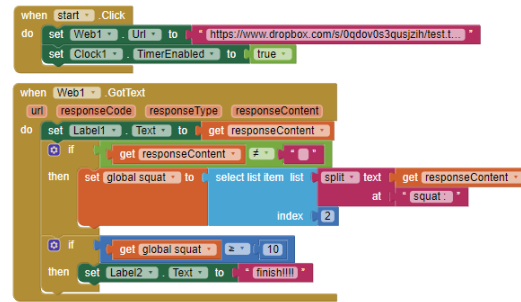 when start .Click
do set Web1 . Url to " https://www.dropbox.com/s/0qdov0s3qusjzih/test.t... "
set Clock1 . TimerEnabled to true
when Web1 .GotText
url responseCode responseType responseContent
do set Label1 . Text to get responseContent
if get responseContent ≠ " "
then set global squat to select list item list split text get responseContent
at " squat: "
index 2
if get global squat ≥ 10
then set Label2 . Text to " finish!!!! "